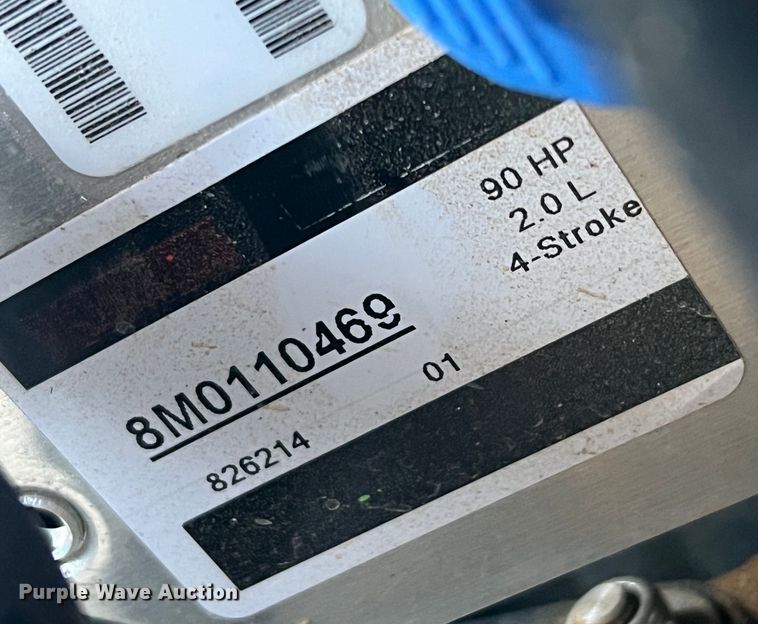 90 HP
2.0 L
4-Stroke
8M0110469
01
826214
Purple Wave Auction